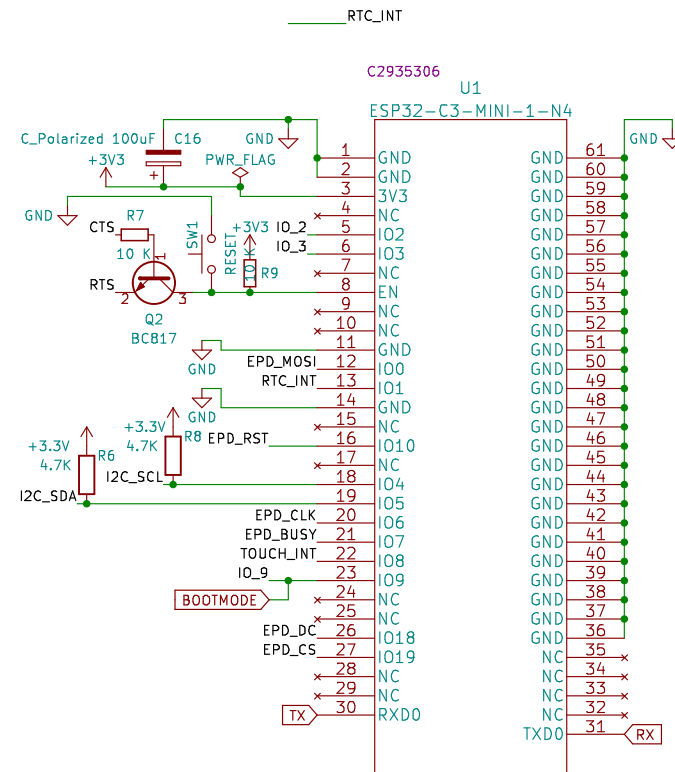 RTC_INT
C2935306
U1
ESP32-C3-MINI-1-N4
C_Polarized 100uF C16
GND
GND
+3V3
PWR_FLAG
+
GND
R7
CTS
10 K
1
SW1
RESET
+3V3
10 K
R9
IO_2
IO_3
RTS
2
3
Q2
BC817
GND
EPD_MOSI
RTC_INT
GND
+3.3V
4.7K
R8
EPD_RST
+3.3V
4.7K
R6
I2C_SCL
I2C_SDA
EPD_CLK
EPD_BUSY
TOUCH_INT
IO_9
BOOTMODE
EPD_DC
EPD_CS
TX
1 GND
2 GND
3 3V3
4 NC
5 IO2
6 IO3
7 NC
8 EN
9 NC
10 NC
11 GND
12 IO0
13 IO1
14 GND
15 NC
16 IO10
17 NC
18 IO4
19 IO5
20 IO6
21 IO7
22 IO8
23 IO9
24 NC
25 NC
26 IO18
27 IO19
28 NC
29 NC
30 RXD0
GND 61
GND 60
GND 59
GND 58
GND 57
GND 56
GND 55
GND 54
GND 53
GND 52
GND 51
GND 50
GND 49
GND 48
GND 47
GND 46
GND 45
GND 44
GND 43
GND 42
GND 41
GND 40
GND 39
GND 38
GND 37
GND 36
NC 35
NC 34
NC 33
NC 32
TXD0 31
RX